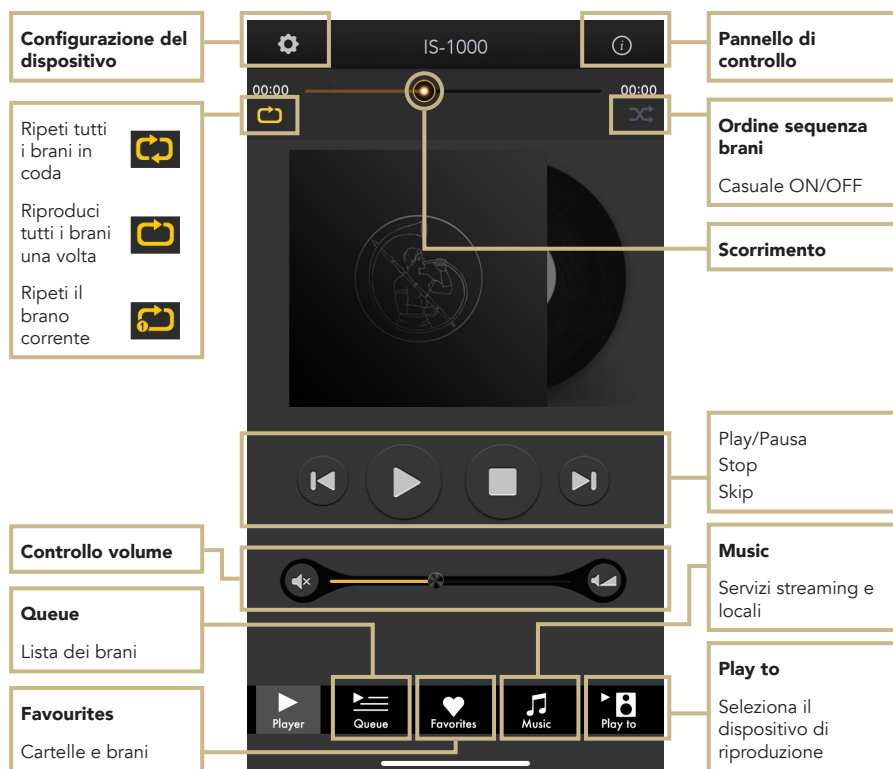 Configurazione del
dispositivo
IS-1000
Pannello di
controllo
00:00
00:00
Ripeti tutti
i brani in
coda
Riproduci
tutti i brani
una volta
Ripeti il
brano
corrente
1
Ordine sequenza
brani
Casuale ON/OFF
Scorrimento
Play/Pausa
Stop
Skip
Controllo volume
Music
Servizi streaming e
locali
Queue
Lista dei brani
Play to
Seleziona il
dispositivo di
riproduzione
Favourites
Cartelle e brani
Player
Queue
Favorites
Music
Play to